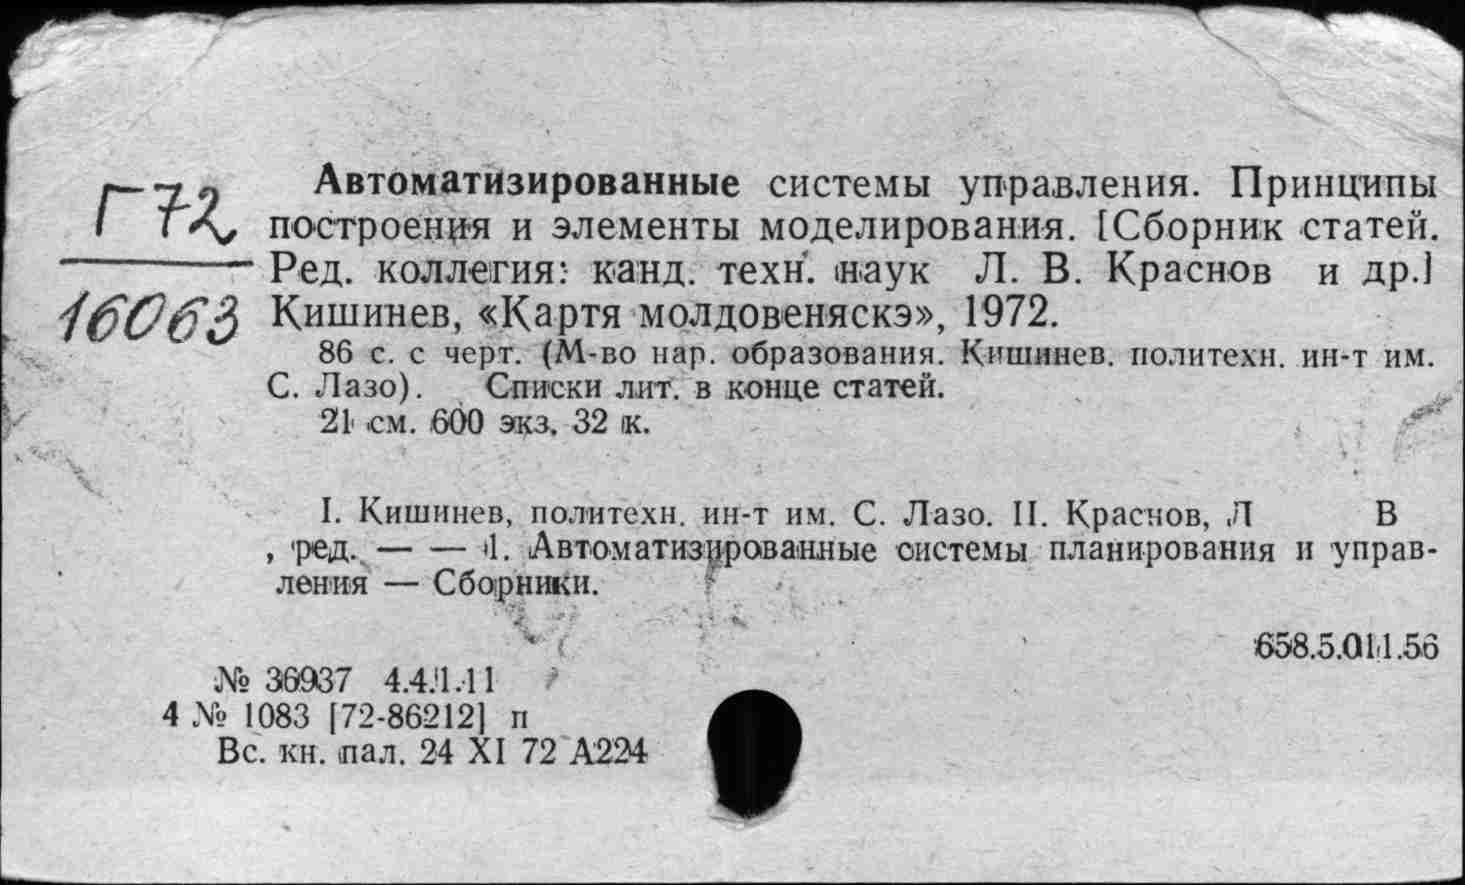 Г72
16063
Автоматизированные системы управления. Принципы
построения и элементы моделирования. [Сборник статей.
Ред. коллегия: канд. техн. наук Л. В. Краснов и др.]
Кишинев, «Картя молдовеняскэ», 1972.
86 с. с черт. (М-во нар. образования. Кишинев. политехн. ин-т им.
С. Лазо). Списки лит. в конце статей.
21 см. 600 экз. 32 к.
I. Кишинев, политехн. ин-т им. С. Лазо. II. Краснов, Л В
, ред. — — 1. Автоматизированные системы планирования и управ-
ления — Сборники.
658.5.011.56
№ 36937 4.4.1.11
4 № 1083 [72-86212] п
Вс. кн. пал. 24 XI 72 А224